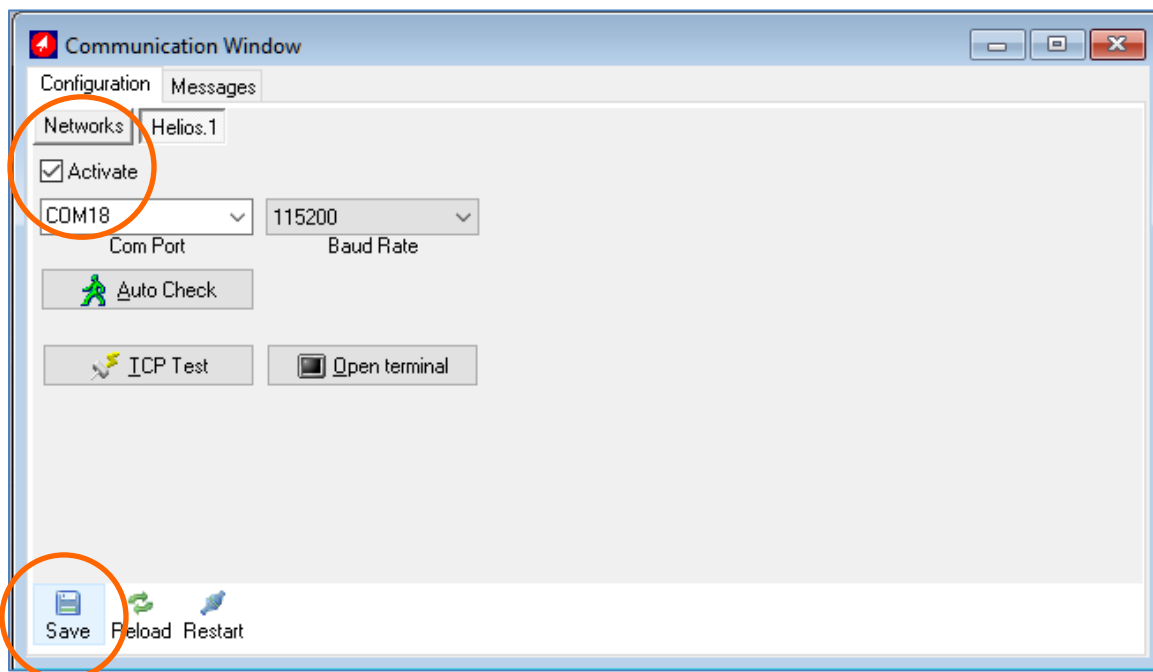 Communication Window
Configuration Messages
Networks Helios.1
Activate
COM18 115200
Com Port Baud Rate
Auto Check
TCP Test Open terminal
Save Reload Restart